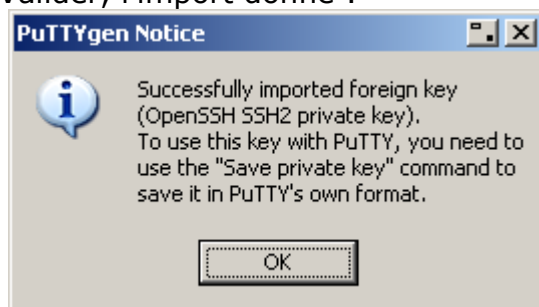 Valider, l'import donne :
PuTTYgen Notice
Successfully imported foreign key
(OpenSSH SSH2 private key).
To use this key with PuTTY, you need to
use the "Save private key" command to
save it in PuTTY's own format.
OK